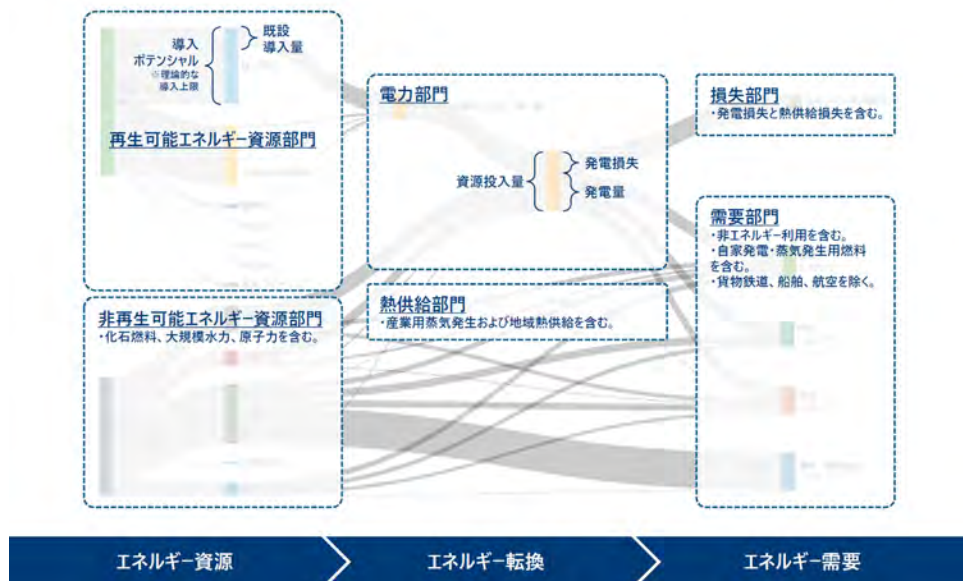 導入
ポテンシャル
※理論的な
導入上限
既設
導入量
再生可能エネルギー資源部門
非再生可能エネルギー資源部門
・化石燃料、大規模水力、原子力を含む。
電力部門
資源投入量
発電損失
発電量
熱供給部門
・産業用蒸気発生および地域熱供給を含む。
損失部門
・発電損失と熱供給損失を含む。
需要部門
・非エネルギー利用を含む。
・自家発電・蒸気発生用燃料
を含む。
・貨物鉄道、船舶、航空を除く。
エネルギー資源
エネルギー転換
エネルギー需要